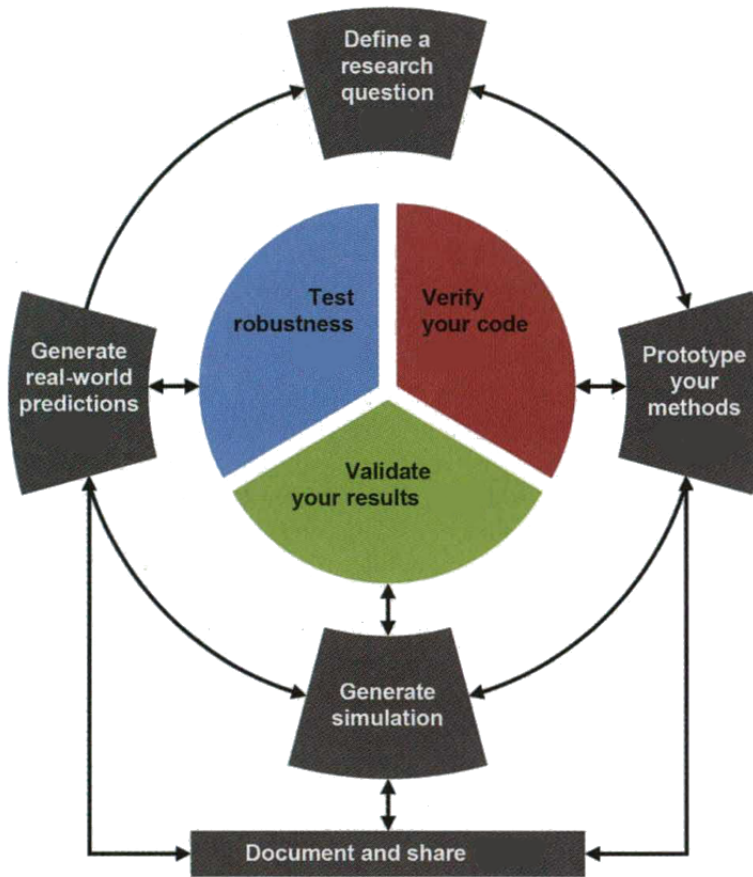 Define a
research
question
Test
robustness
Verify
your code
Generate
real-world
predictions
Prototype
your
methods
Validate
your results
Generate
simulation
Document and share